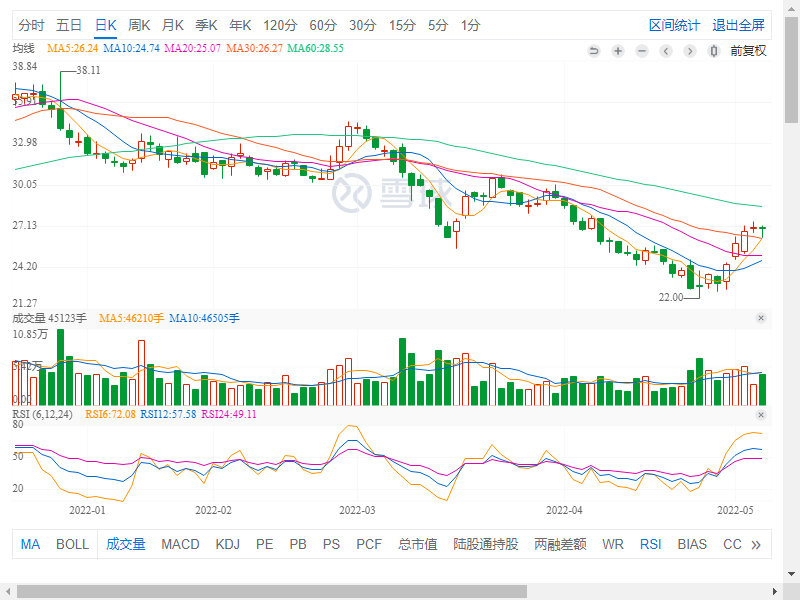 分时 五日 日K 周K 月K 季K 年K 120分 60分 30分 15分 5分 1分 区间统计 退出全屏
均线 MA5:26.24 MA10:24.74 MA20:25.07 MA30:26.27 MA60:28.55 前复权
38.84
38.11
32.98
30.05
雪球
27.13
24.20
22.00
21.27
成交量 45123手 MA5:46210手 MA10:46505手
10.85万
5.42万
0.00
RSI (6,12,24) RSI6:72.08 RSI12:57.58 RSI24:49.11
80
50
20
2022-01 2022-02 2022-03 2022-04 2022-05
MA BOLL 成交量 MACD KDJ PE PB PS PCF 总市值 陆股通持股 两融差额 WR RSI BIAS CC »